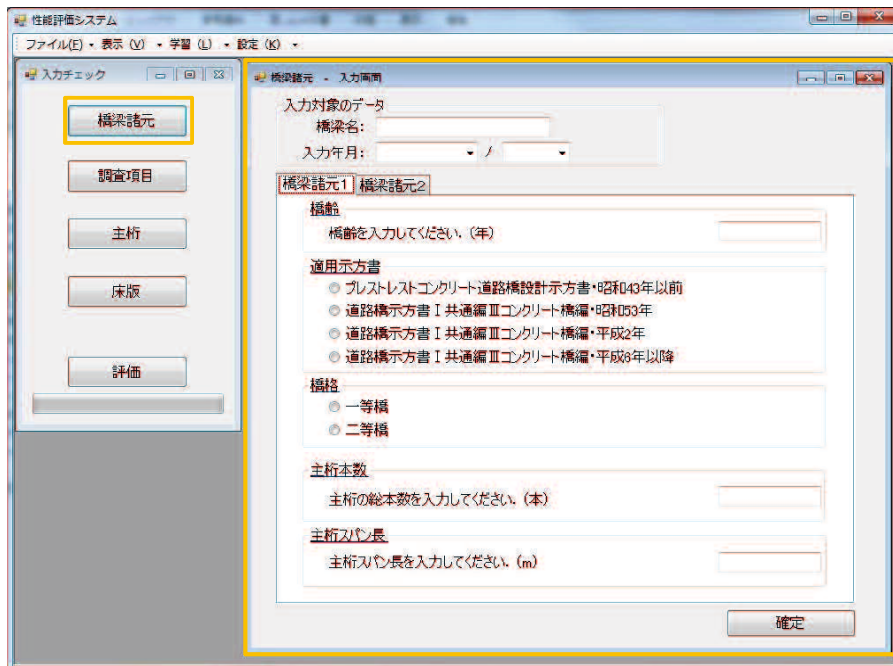 性能評価システム
ファイル(F) ・ 表示 (V) ・ 学習 (L) ・ 設定 (K) ・
入力チェック
橋梁諸元
調査項目
主桁
床版
評価
橋梁諸元 - 入力画面
入力対象のデータ
橋梁名:
入力年月: /
橋梁諸元1 橋梁諸元2
橋齢
橋齢を入力してください. (年)
適用示方書
プレストレストコンクリート道路橋設計示方書・昭和43年以前
道路橋示方書Ⅰ共通編Ⅲコンクリート橋編・昭和53年
道路橋示方書Ⅰ共通編Ⅲコンクリート橋編・平成2年
道路橋示方書Ⅰ共通編Ⅲコンクリート橋編・平成6年以降
橋格
一等橋
二等橋
主桁本数
主桁の総本数を入力してください. (本)
主桁スパン長
主桁スパン長を入力してください. (m)
確定